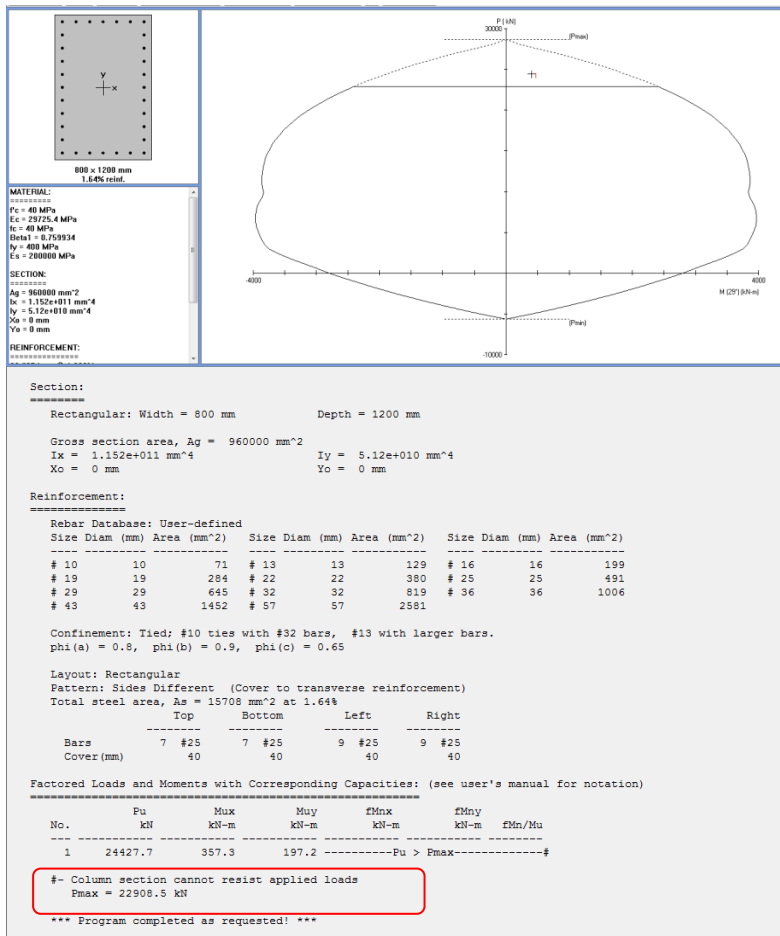 800 x 1200 mm
1.64% reinf.
y
x
MATERIAL:
=========
f'c = 40 MPa
Ec = 29725.4 MPa
fc = 40 MPa
Beta1 = 0.759934
fy = 400 MPa
Es = 200000 MPa
SECTION:
========
Ag = 960000 mm^2
Ix = 1.152e+011 mm^4
Iy = 5.12e+010 mm^4
Xo = 0 mm
Yo = 0 mm
REINFORCEMENT:
==============
P ( kN)
30000
(Pmax)
1
-4000
4000
M (29°) (kN-m)
(Pmin)
-10000
Section:
========
Rectangular: Width = 800 mm Depth = 1200 mm
Gross section area, Ag = 960000 mm^2
Ix = 1.152e+011 mm^4 Iy = 5.12e+010 mm^4
Xo = 0 mm Yo = 0 mm
Reinforcement:
==============
Rebar Database: User-defined
Size Diam (mm) Area (mm^2) Size Diam (mm) Area (mm^2) Size Diam (mm) Area (mm^2)
---- --------- ----------- ---- --------- ----------- ---- --------- -----------
# 10 10 71 # 13 13 129 # 16 16 199
# 19 19 284 # 22 22 380 # 25 25 491
# 29 29 645 # 32 32 819 # 36 36 1006
# 43 43 1452 # 57 57 2581
Confinement: Tied; #10 ties with #32 bars, #13 with larger bars.
phi(a) = 0.8, phi(b) = 0.9, phi(c) = 0.65
Layout: Rectangular
Pattern: Sides Different (Cover to transverse reinforcement)
Total steel area, As = 15708 mm^2 at 1.64%
Top Bottom Left Right
-------- -------- -------- --------
Bars 7 #25 7 #25 9 #25 9 #25
Cover(mm) 40 40 40 40
Factored Loads and Moments with Corresponding Capacities: (see user's manual for notation)
=========================================================
Pu Mux Muy fMnx fMny
No. kN kN-m kN-m kN-m kN-m fMn/Mu
--- ----------- ----------- ----------- ----------- ----------- --------
1 24427.7 357.3 197.2 ----------Pu > Pmax-------------#
#- Column section cannot resist applied loads
Pmax = 22908.5 kN
*** Program completed as requested! ***